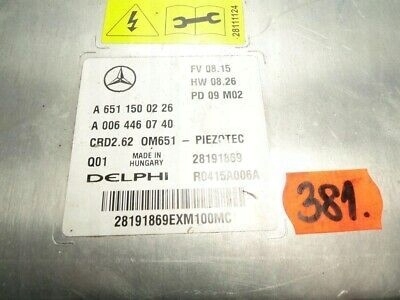 28111124
FV 08.15
HW 08.26
PD 09 M02
A 651 150 02 26
A 006 446 07 40
CRD2.62 OM651 - PIEZOTEC
Q01 MADE IN HUNGARY 28191869
DELPHI R0415A006A
28191869EXM100MC
381.